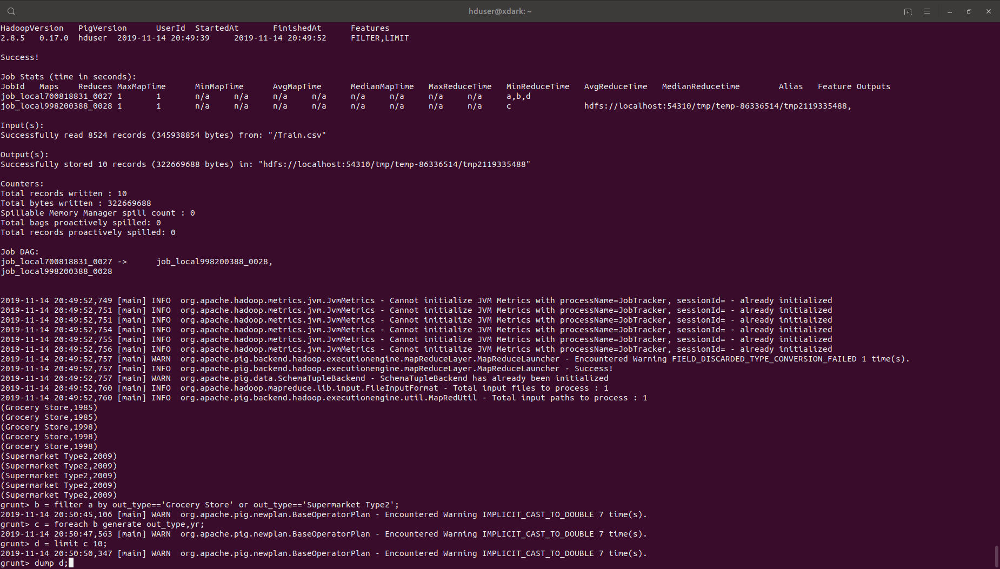 hduser@xdark: ~
HadoopVersion PigVersion UserId StartedAt FinishedAt Features
2.8.5 0.17.0 hduser 2019-11-14 20:49:39 2019-11-14 20:49:52 FILTER,LIMIT
Success!
Job Stats (time in seconds):
JobId Maps Reduces MaxMapTime MinMapTime AvgMapTime MedianMapTime MaxReduceTime MinReduceTime AvgReduceTime MedianReducetime Alias Feature Outputs
job_local700818831_0027 1 1 n/a n/a n/a n/a n/a n/a n/a n/a a,b,d
job_local998200388_0028 1 1 n/a n/a n/a n/a n/a n/a n/a n/a c hdfs://localhost:54310/tmp/temp-86336514/tmp2119335488,
Input(s):
Successfully read 8524 records (345938854 bytes) from: "/Train.csv"
Output(s):
Successfully stored 10 records (322669688 bytes) in: "hdfs://localhost:54310/tmp/temp-86336514/tmp2119335488"
Counters:
Total records written : 10
Total bytes written : 322669688
Spillable Memory Manager spill count : 0
Total bags proactively spilled: 0
Total records proactively spilled: 0
Job DAG:
job_local700818831_0027 -> job_local998200388_0028,
job_local998200388_0028
2019-11-14 20:49:52,749 [main] INFO org.apache.hadoop.metrics.jvm.JvmMetrics - Cannot initialize JVM Metrics with processName=JobTracker, sessionId= - already initialized
2019-11-14 20:49:52,751 [main] INFO org.apache.hadoop.metrics.jvm.JvmMetrics - Cannot initialize JVM Metrics with processName=JobTracker, sessionId= - already initialized
2019-11-14 20:49:52,751 [main] INFO org.apache.hadoop.metrics.jvm.JvmMetrics - Cannot initialize JVM Metrics with processName=JobTracker, sessionId= - already initialized
2019-11-14 20:49:52,754 [main] INFO org.apache.hadoop.metrics.jvm.JvmMetrics - Cannot initialize JVM Metrics with processName=JobTracker, sessionId= - already initialized
2019-11-14 20:49:52,755 [main] INFO org.apache.hadoop.metrics.jvm.JvmMetrics - Cannot initialize JVM Metrics with processName=JobTracker, sessionId= - already initialized
2019-11-14 20:49:52,756 [main] INFO org.apache.hadoop.metrics.jvm.JvmMetrics - Cannot initialize JVM Metrics with processName=JobTracker, sessionId= - already initialized
2019-11-14 20:49:52,757 [main] WARN org.apache.pig.backend.hadoop.executionengine.mapReduceLayer.MapReduceLauncher - Encountered Warning FIELD_DISCARDED_TYPE_CONVERSION_FAILED 1 time(s).
2019-11-14 20:49:52,757 [main] INFO org.apache.pig.backend.hadoop.executionengine.mapReduceLayer.MapReduceLauncher - Success!
2019-11-14 20:49:52,757 [main] WARN org.apache.pig.data.SchemaTupleBackend - SchemaTupleBackend has already been initialized
2019-11-14 20:49:52,760 [main] INFO org.apache.hadoop.mapreduce.lib.input.FileInputFormat - Total input files to process : 1
2019-11-14 20:49:52,760 [main] INFO org.apache.pig.backend.hadoop.executionengine.util.MapRedUtil - Total input paths to process : 1
(Grocery Store,1985)
(Grocery Store,1985)
(Grocery Store,1998)
(Grocery Store,1998)
(Grocery Store,1998)
(Supermarket Type2,2009)
(Supermarket Type2,2009)
(Supermarket Type2,2009)
(Supermarket Type2,2009)
(Supermarket Type2,2009)
grunt> b = filter a by out_type=='Grocery Store' or out_type=='Supermarket Type2';
2019-11-14 20:50:45,106 [main] WARN org.apache.pig.newplan.BaseOperatorPlan - Encountered Warning IMPLICIT_CAST_TO_DOUBLE 7 time(s).
grunt> c = foreach b generate out_type,yr;
2019-11-14 20:50:47,563 [main] WARN org.apache.pig.newplan.BaseOperatorPlan - Encountered Warning IMPLICIT_CAST_TO_DOUBLE 7 time(s).
grunt> d = limit c 10;
2019-11-14 20:50:50,347 [main] WARN org.apache.pig.newplan.BaseOperatorPlan - Encountered Warning IMPLICIT_CAST_TO_DOUBLE 7 time(s).
grunt> dump d;